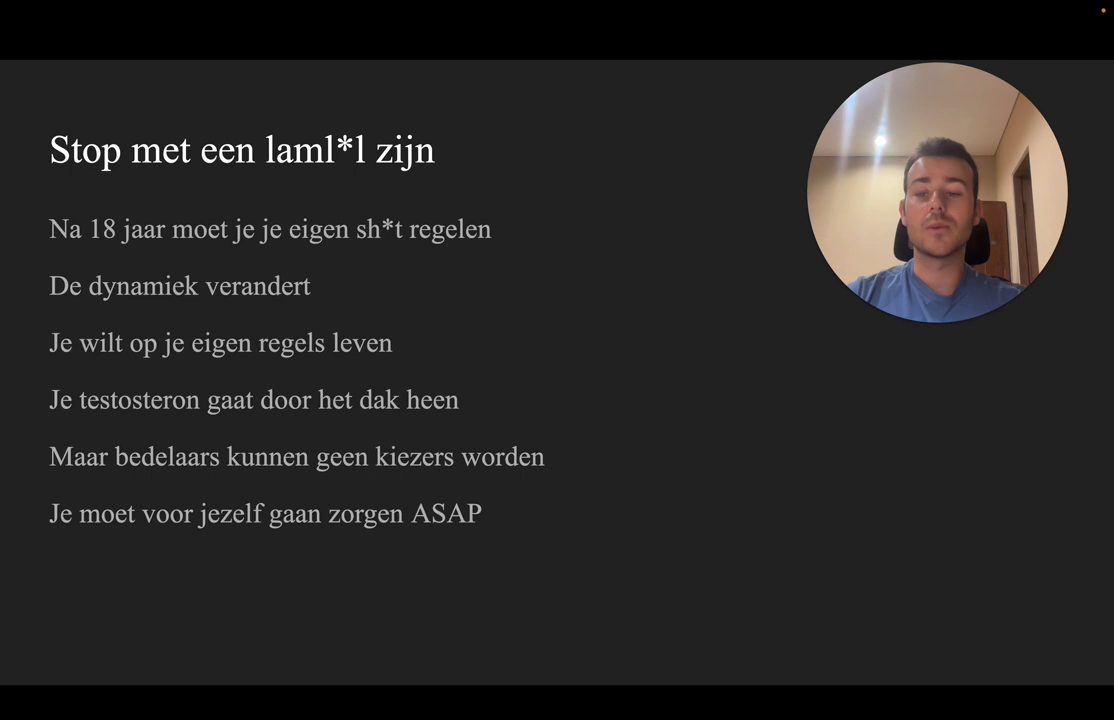 Stop met een laml*l zijn
Na 18 jaar moet je je eigen sh*t regelen
De dynamiek verandert
Je wilt op je eigen regels leven
Je testosteron gaat door het dak heen
Maar bedelaars kunnen geen kiezers worden
Je moet voor jezelf gaan zorgen ASAP